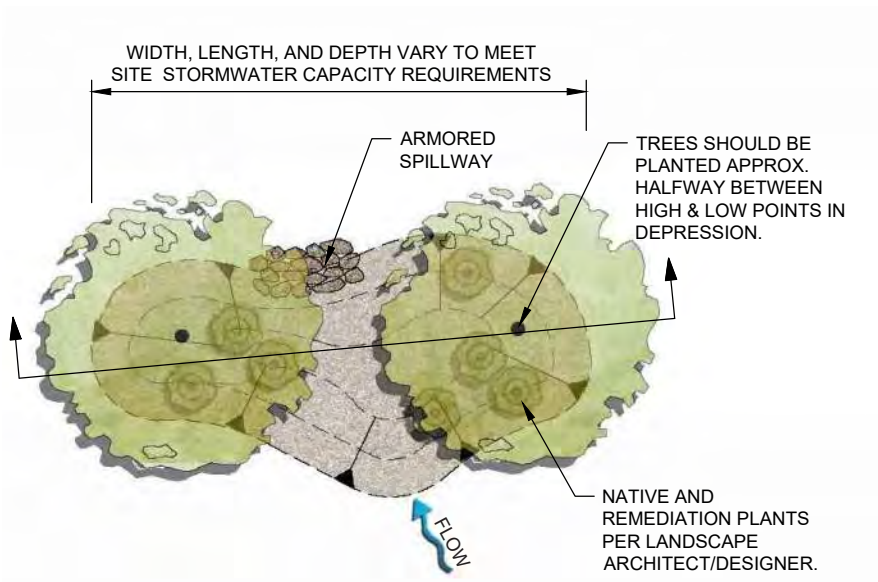 WIDTH, LENGTH, AND DEPTH VARY TO MEET
SITE STORMWATER CAPACITY REQUIREMENTS
ARMORED
SPILLWAY
TREES SHOULD BE
PLANTED APPROX.
HALFWAY BETWEEN
HIGH & LOW POINTS IN
DEPRESSION.
NATIVE AND
REMEDIATION PLANTS
PER LANDSCAPE
ARCHITECT/DESIGNER.
FLOW